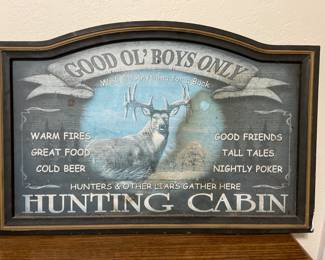 GOOD OL' BOYS ONLY
WARM FIRES
GREAT FOOD
COLD BEER
GOOD FRIENDS
TALL TALES
NIGHTLY POKER
HUNTERS & OTHER LIARS GATHER HERE
HUNTING CABIN